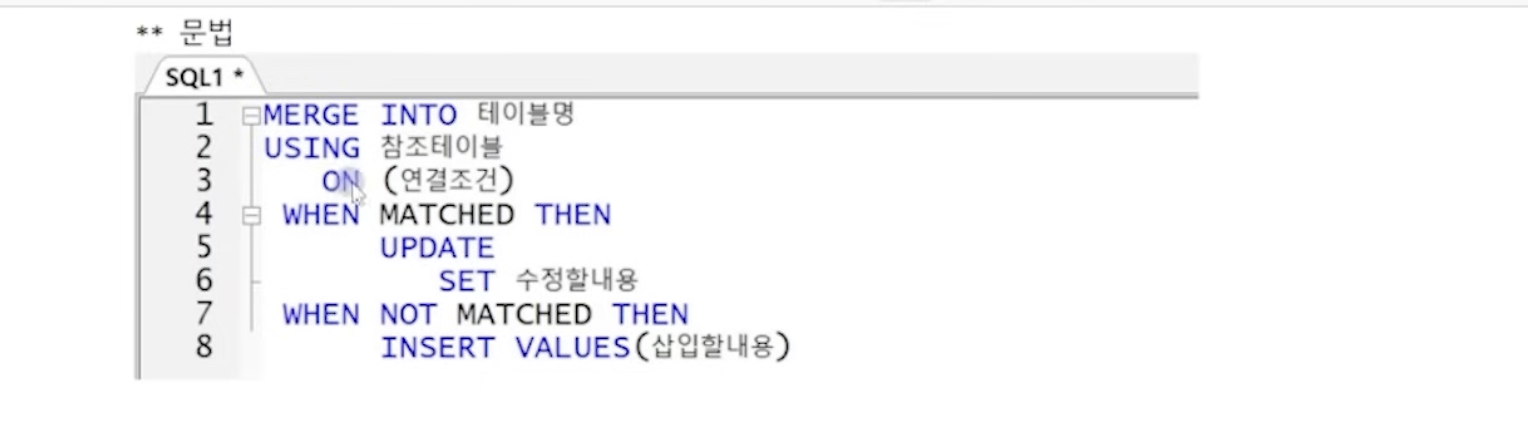 ** 문법
SQL1 *
1 MERGE INTO 테이블명
2 USING 참조테이블
3 ON (연결조건)
4 WHEN MATCHED THEN
5 UPDATE
6 SET 수정할내용
7 WHEN NOT MATCHED THEN
8 INSERT VALUES(삽입할내용)